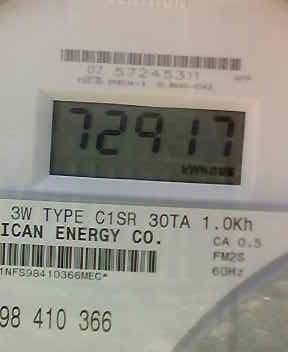 07 57245311
72917
3W TYPE C1SR 30TA 1.0Kh
ICAN ENERGY CO.
CA 0.5
FM2S
60Hz
1NFS98410366MEC*
98 410 366